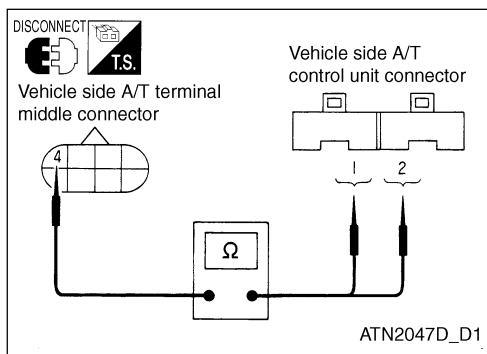 DISCONNECT
T.S.
Vehicle side A/T terminal
middle connector
Vehicle side A/T
control unit connector
4
1 2
Ω
ATN2047D_D1